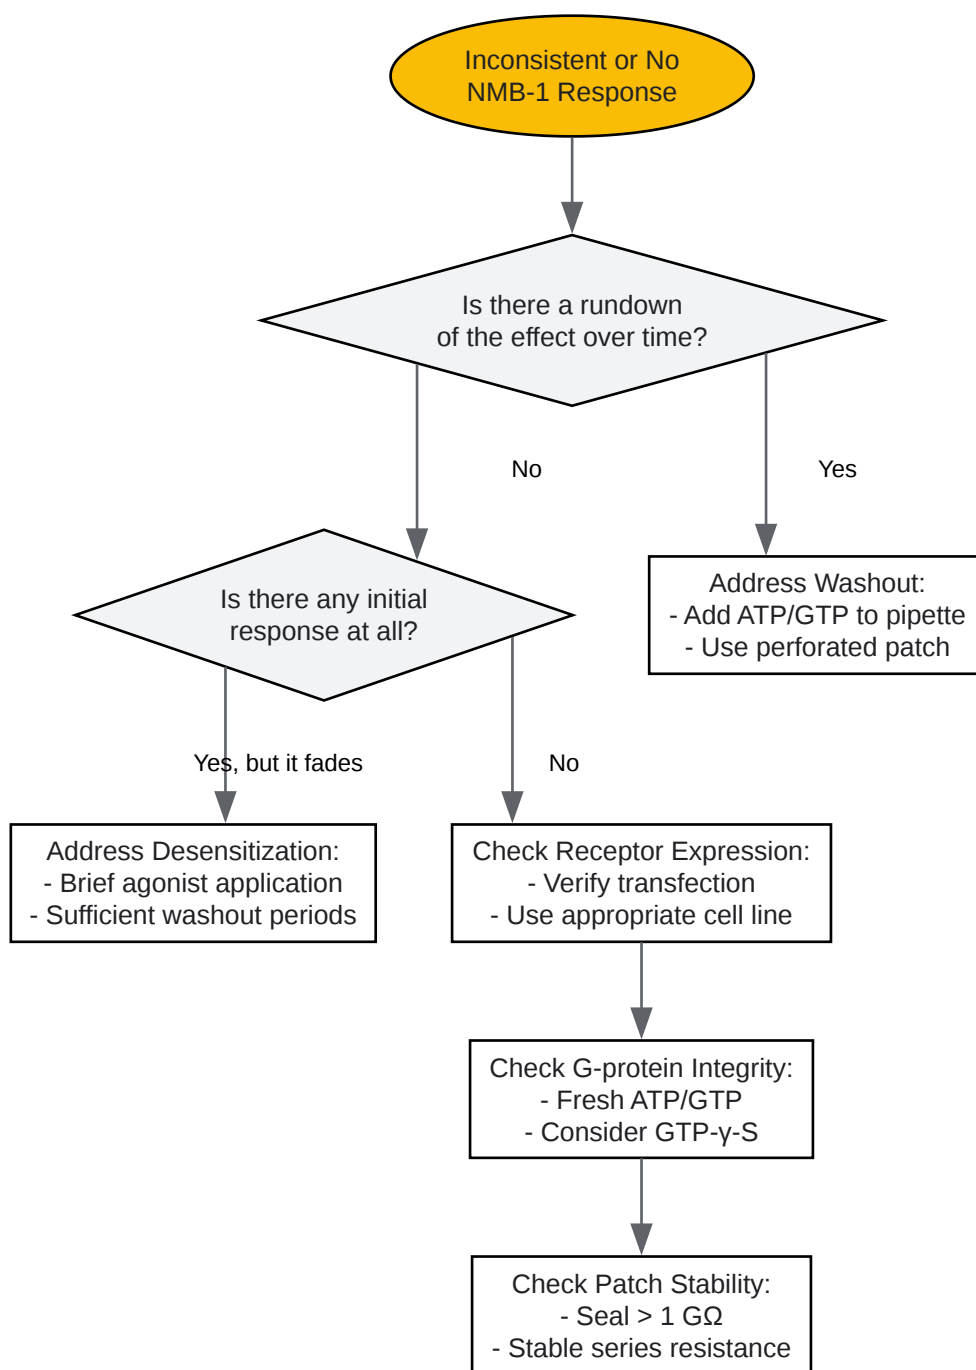 Inconsistent or No
NMB-1 Response
Is there a rundown
of the effect over time?
No
Yes
Is there any initial
response at all?
Address Washout:
- Add ATP/GTP to pipette
- Use perforated patch
Yes, but it fades
No
Address Desensitization:
- Brief agonist application
- Sufficient washout periods
Check Receptor Expression:
- Verify transfection
- Use appropriate cell line
Check G-protein Integrity:
- Fresh ATP/GTP
- Consider GTP-γ-S
Check Patch Stability:
- Seal > 1 GΩ
- Stable series resistance